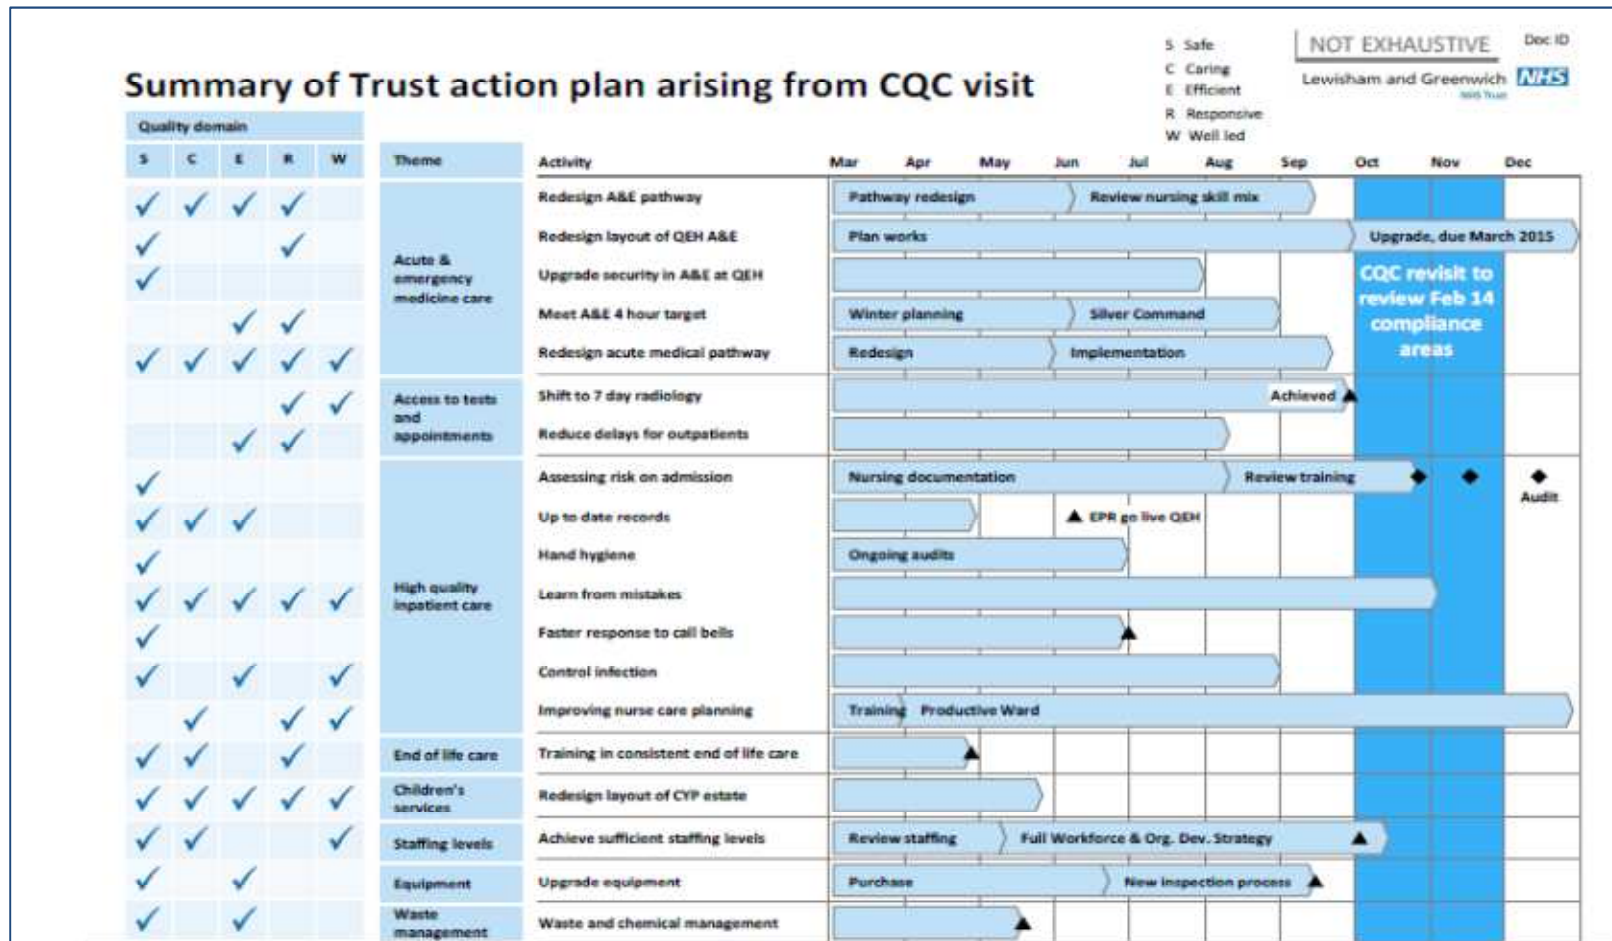 S Safe
C Caring
E Efficient
R Responsive
W Well led
NOT EXHAUSTIVE
Doc ID
Lewisham and Greenwich NHS
NHS Trust
Summary of Trust action plan arising from CQC visit
Quality domain
S C E R W Theme Activity Mar Apr May Jun Jul Aug Sep Oct Nov Dec
Acute &
emergency
medicine care
Redesign A&E pathway Pathway redesign Review nursing skill mix
Redesign layout of QEH A&E Plan works Upgrade, due March 2015
Upgrade security in A&E at QEH
Meet A&E 4 hour target Winter planning Silver Command
Redesign acute medical pathway Redesign Implementation
CQC revisit to
review Feb 14
compliance
areas
Access to tests
and
appointments
Shift to 7 day radiology Achieved
Reduce delays for outpatients
High quality
inpatient care
Assessing risk on admission Nursing documentation Review training
Audit
Up to date records EPR go live QEH
Hand hygiene Ongoing audits
Learn from mistakes
Faster response to call bells
Control infection
Improving nurse care planning Training Productive Ward
End of life care Training in consistent end of life care
Children's
services
Redesign layout of CYP estate
Staffing levels Achieve sufficient staffing levels Review staffing Full Workforce & Org. Dev. Strategy
Equipment Upgrade equipment Purchase New inspection process
Waste
management
Waste and chemical management